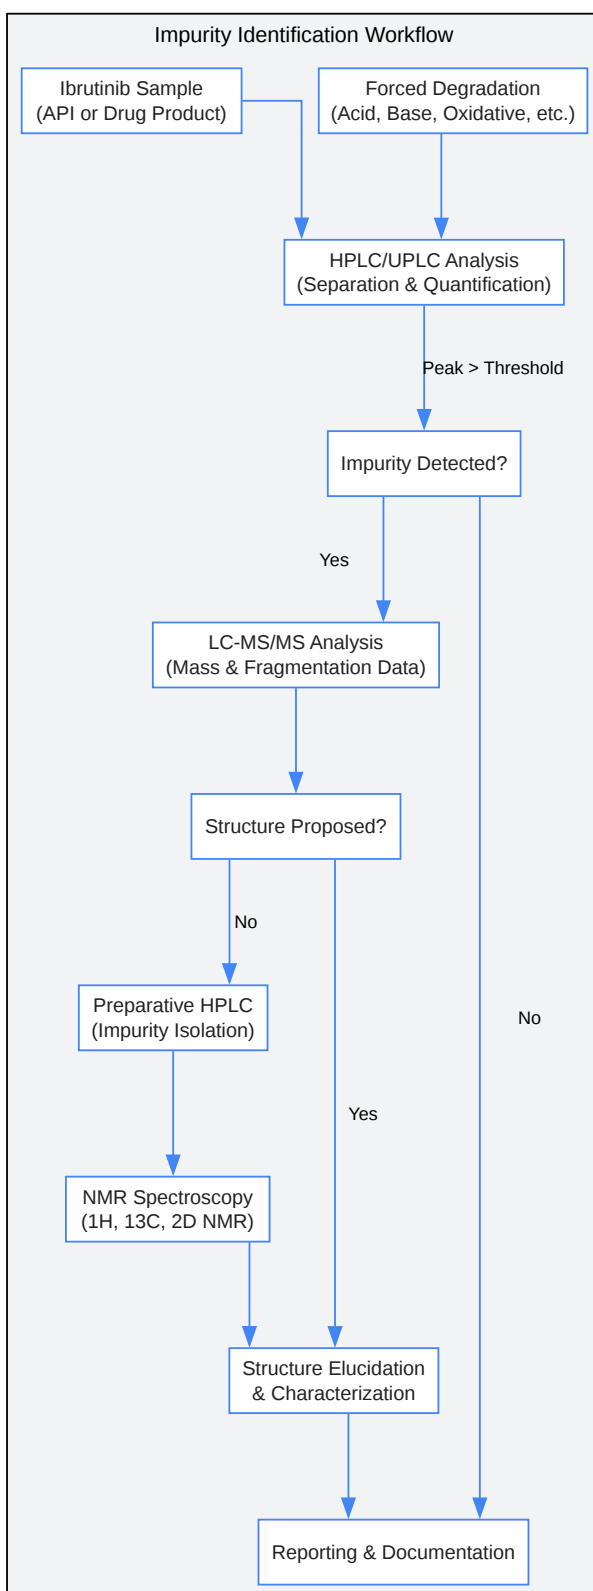 Impurity Identification Workflow
Ibrutinib Sample
(API or Drug Product)
Forced Degradation
(Acid, Base, Oxidative, etc.)
HPLC/UPLC Analysis
(Separation & Quantification)
Peak > Threshold
Impurity Detected?
Yes
LC-MS/MS Analysis
(Mass & Fragmentation Data)
Structure Proposed?
No
Preparative HPLC
(Impurity Isolation)
No
Yes
NMR Spectroscopy
(1H, 13C, 2D NMR)
Structure Elucidation
& Characterization
Reporting & Documentation